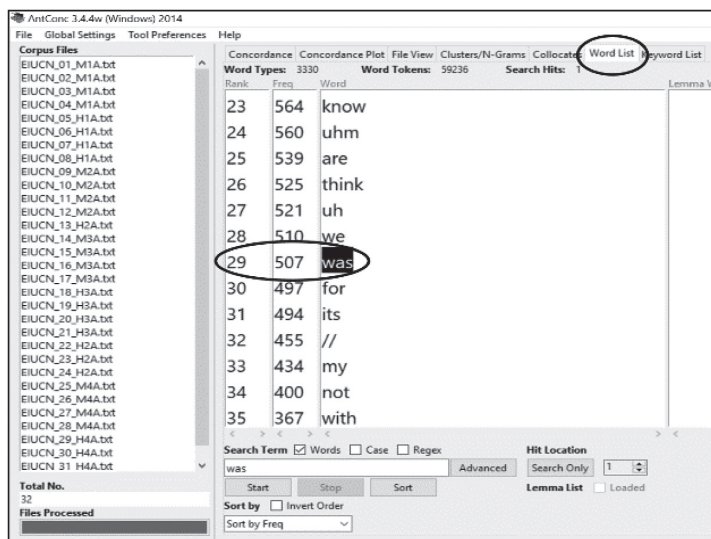 AntConc 3.4.4w (Windows) 2014
File Global Settings Tool Preferences Help
Corpus Files
EIUCN_01_M1A.txt
EIUCN_02_M1A.txt
EIUCN_03_M1A.txt
EIUCN_04_M1A.txt
EIUCN_05_H1A.txt
EIUCN_06_H1A.txt
EIUCN_07_H1A.txt
EIUCN_08_H1A.txt
EIUCN_09_M2A.txt
EIUCN_10_M2A.txt
EIUCN_11_M2A.txt
EIUCN_12_M2A.txt
EIUCN_13_H2A.txt
EIUCN_14_M3A.txt
EIUCN_15_M3A.txt
EIUCN_16_M3A.txt
EIUCN_17_M3A.txt
EIUCN_18_H3A.txt
EIUCN_19_H3A.txt
EIUCN_20_H3A.txt
EIUCN_21_H3A.txt
EIUCN_22_H2A.txt
EIUCN_23_H2A.txt
EIUCN_24_H2A.txt
EIUCN_25_M4A.txt
EIUCN_26_M4A.txt
EIUCN_27_M4A.txt
EIUCN_28_M4A.txt
EIUCN_29_H4A.txt
EIUCN_30_H4A.txt
EIUCN_31_H4A.txt
Total No.
32
Files Processed
Concordance Concordance Plot File View Clusters/N-Grams Collocates Word List Keyword List
Word Types: 3330 Word Tokens: 59236 Search Hits: 1
Rank Freq Word Lemma
23 564 know
24 560 uhm
25 539 are
26 525 think
27 521 uh
28 510 we
29 507 was
30 497 for
31 494 its
32 455 //
33 434 my
34 400 not
35 367 with
Search Term Words Case Regex Hit Location
was Advanced Search Only 1
Start Stop Sort Lemma List Loaded
Sort by Invert Order
Sort by Freq